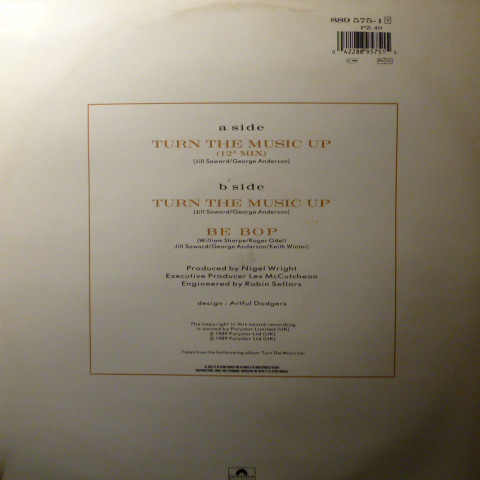 889 575-1
PZ 49
0 42288 95751
a side
TURN THE MUSIC UP
(12" MIX)
(Jill Saward/George Anderson)
b side
TURN THE MUSIC UP
(Jill Saward/George Anderson)
BE BOP
(William Sharpe/Roger Odell
Jill Saward/George Anderson/Keith Winter)
Produced by Nigel Wright
Executive Producer Les McCutcheon
Engineered by Robin Sellars
design - Artful Dodgers
The copyright in this sound recording,
is owned by Polydor Limited (UK)
℗ 1989 Polydor Ltd (UK)
© 1989 Polydor Ltd (UK)
Taken from the forthcoming album 'Turn The Music Up'